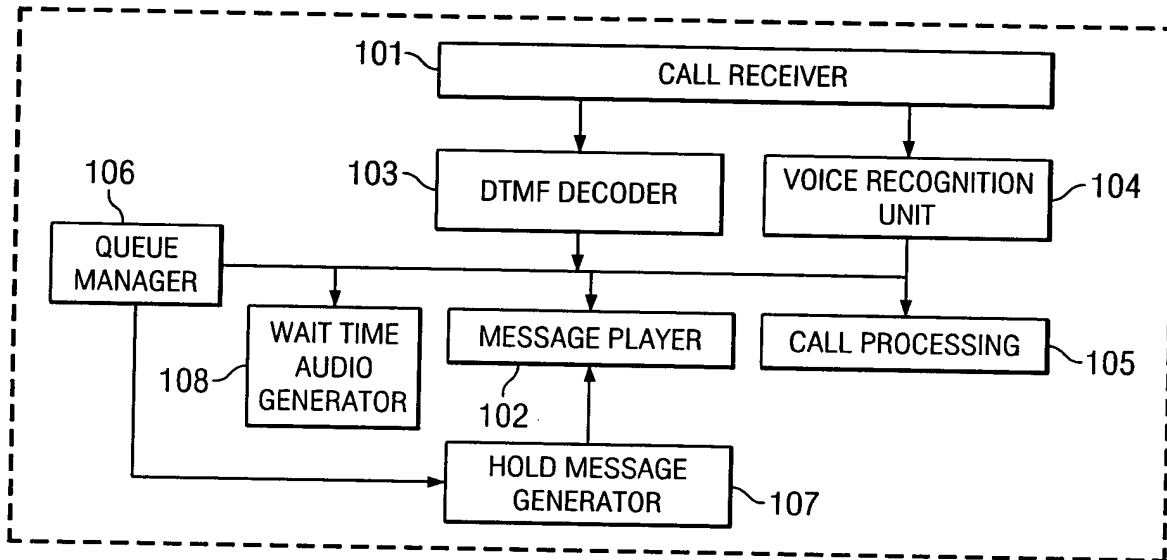 101
CALL RECEIVER
106
103
DTMF DECODER
VOICE RECOGNITION
UNIT
104
QUEUE
MANAGER
WAIT TIME
AUDIO
GENERATOR
108
MESSAGE PLAYER
102
CALL PROCESSING
105
HOLD MESSAGE
GENERATOR
107